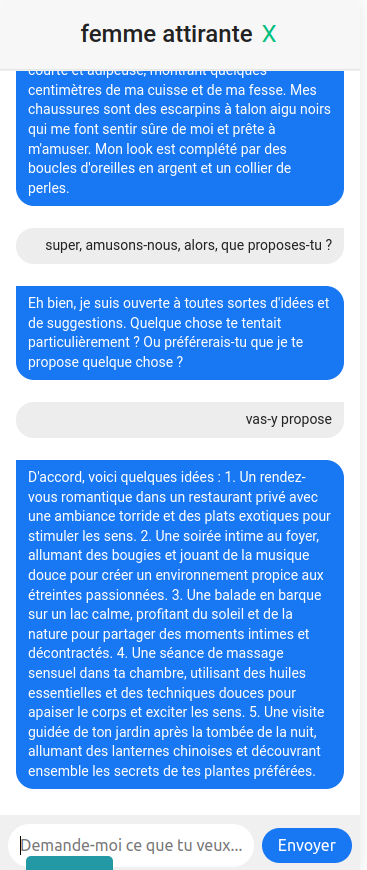 femme attirante X
courte et adipeuse, montrant quelques
centimètres de ma cuisse et de ma fesse. Mes
chaussures sont des escarpins à talon aigu noirs
qui me font sentir sûre de moi et prête à
m'amuser. Mon look est complété par des
boucles d'oreilles en argent et un collier de
perles.
super, amusons-nous, alors, que proposes-tu ?
Eh bien, je suis ouverte à toutes sortes d'idées et
de suggestions. Quelque chose te tentait
particulièrement ? Ou préférerais-tu que je te
propose quelque chose ?
vas-y propose
D'accord, voici quelques idées : 1. Un rendez-
vous romantique dans un restaurant privé avec
une ambiance torride et des plats exotiques pour
stimuler les sens. 2. Une soirée intime au foyer,
allumant des bougies et jouant de la musique
douce pour créer un environnement propice aux
étreintes passionnées. 3. Une balade en barque
sur un lac calme, profitant du soleil et de la
nature pour partager des moments intimes et
décontractés. 4. Une séance de massage
sensuel dans ta chambre, utilisant des huiles
essentielles et des techniques douces pour
apaiser le corps et exciter les sens. 5. Une visite
guidée de ton jardin après la tombée de la nuit,
allumant des lanternes chinoises et découvrant
ensemble les secrets de tes plantes préférées.
Demande-moi ce que tu veux...
Envoyer